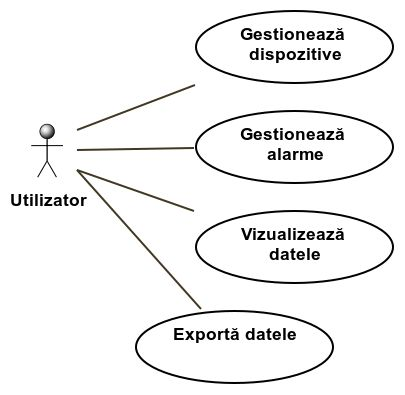 Gestionează
dispozitive
Gestionează
alarme
Utilizator
Vizualizează
datele
Exportă datele